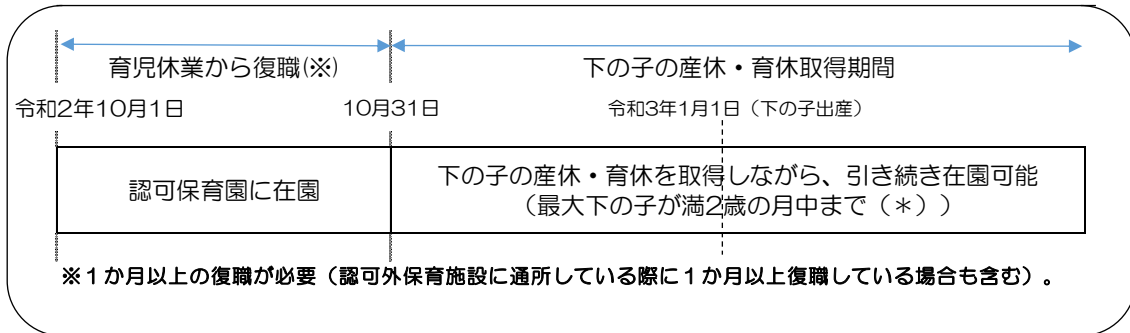 育児休業から復職(※)
下の子の産休・育休取得期間
令和2年10月1日
10月31日
令和3年1月1日（下の子出産）
認可保育園に在園
下の子の産休・育休を取得しながら、引き続き在園可能
（最大下の子が満2歳の月中まで（＊））
※１か月以上の復職が必要（認可外保育施設に通所している際に１か月以上復職している場合も含む）。